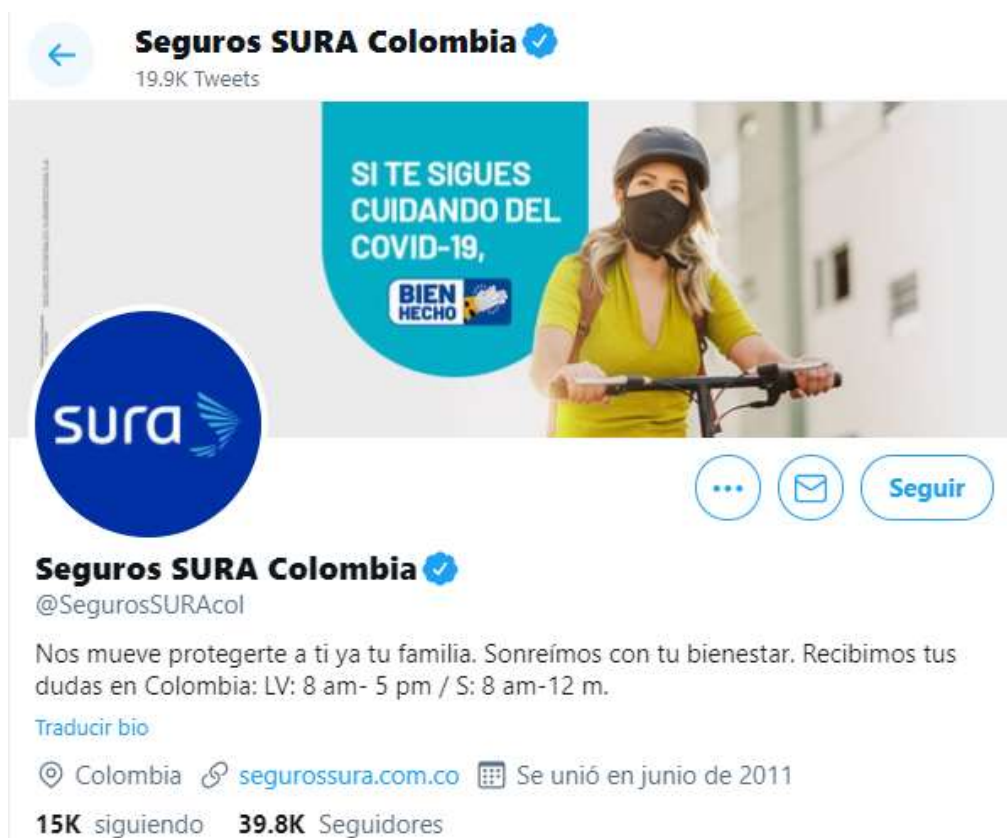 Seguros SURA Colombia
19.9K Tweets
SI TE SIGUES
CUIDANDO DEL
COVID-19,
BIEN
HECHO
sura
Seguir
Seguros SURA Colombia
@SegurosSURAcol
Nos mueve protegerte a ti ya tu familia. Sonreímos con tu bienestar. Recibimos tus
dudas en Colombia: LV: 8 am- 5 pm / S: 8 am-12 m.
Traducir bio
Colombia segurossura.com.co Se unió en junio de 2011
15K siguiendo 39.8K Seguidores